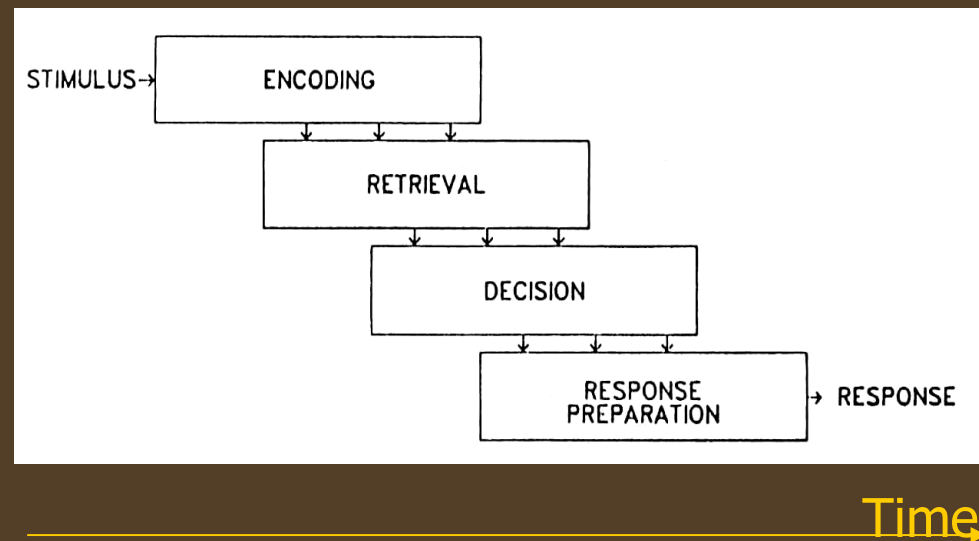 STIMULUS
ENCODING
RETRIEVAL
DECISION
RESPONSE
PREPARATION
RESPONSE
Time